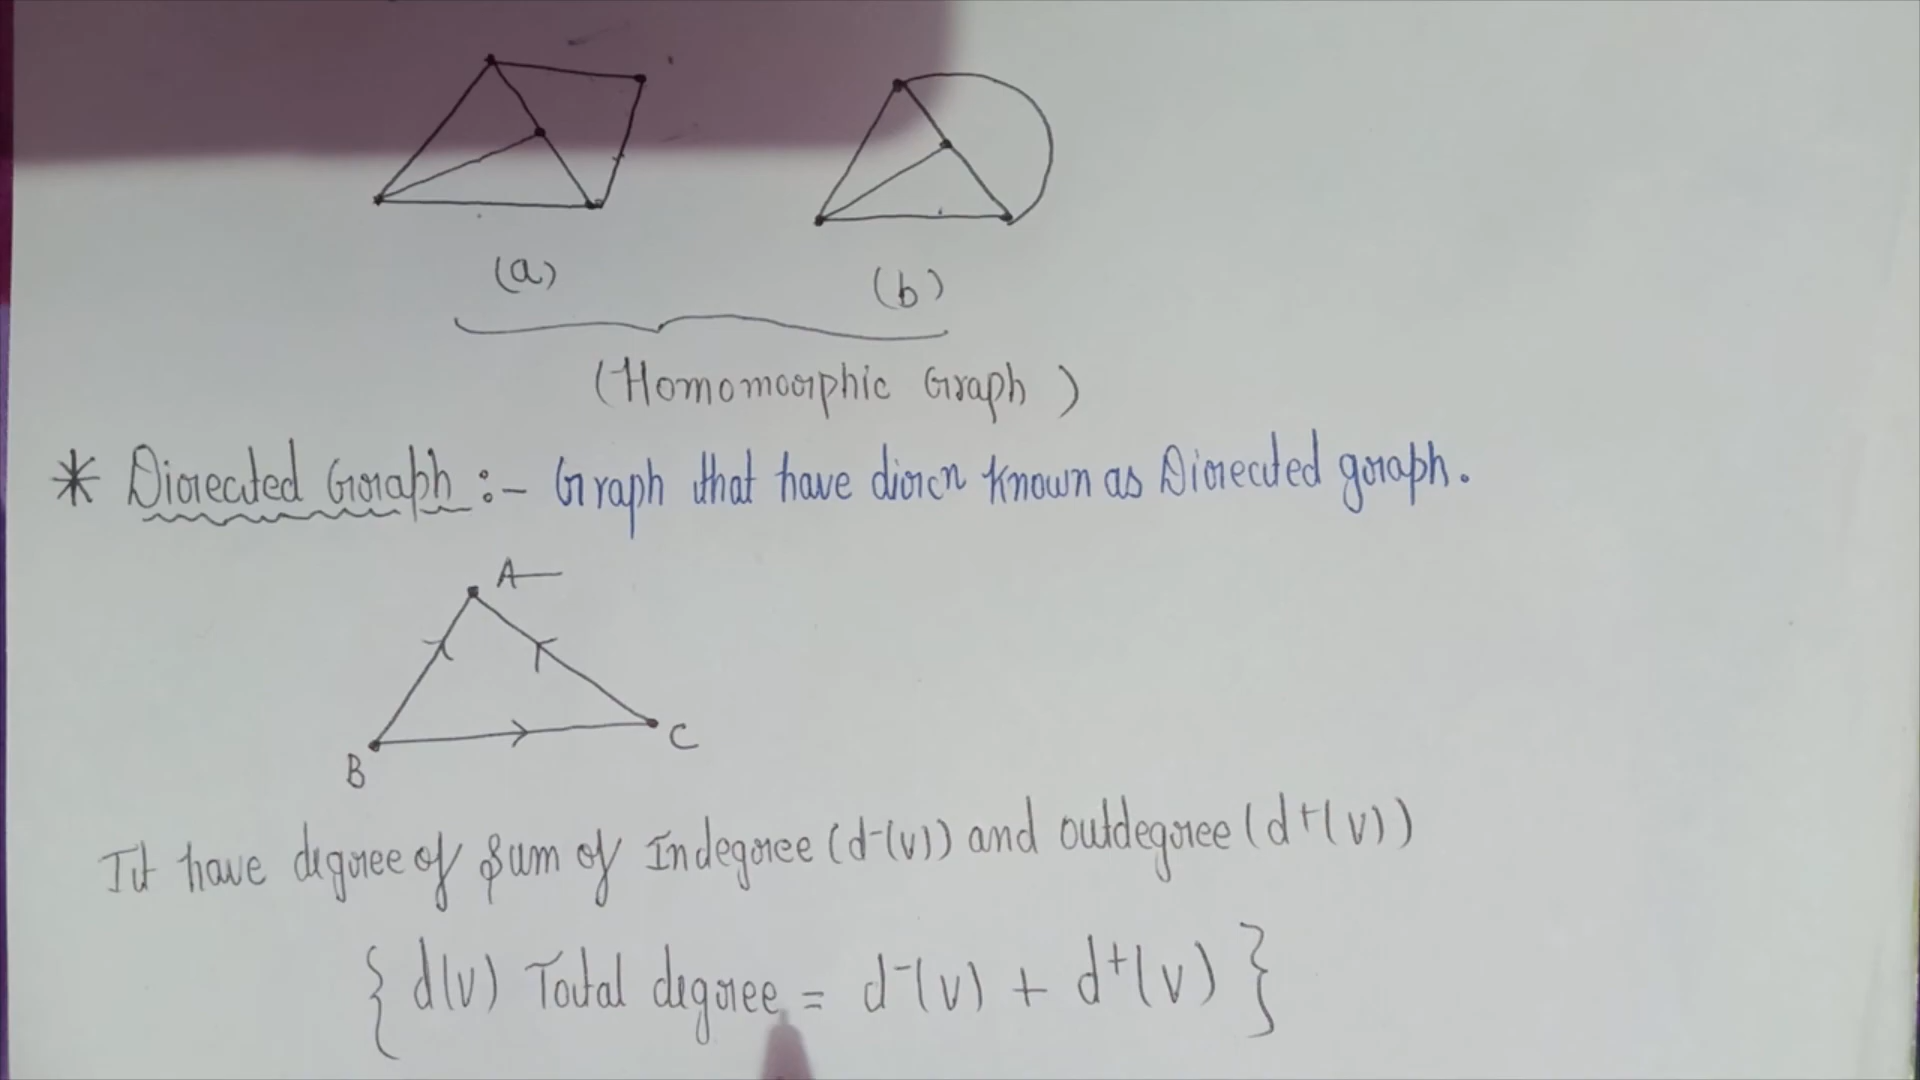 (a) (b)
(Homomorphic Graph)
* Directed Graph :- Graph that have dircn known as Directed graph.
A
B
C
It have degree of sum of Indegree (d⁻(v)) and outdegree (d⁺(v))
{ d(v) Total degree = d⁻(v) + d⁺(v) }